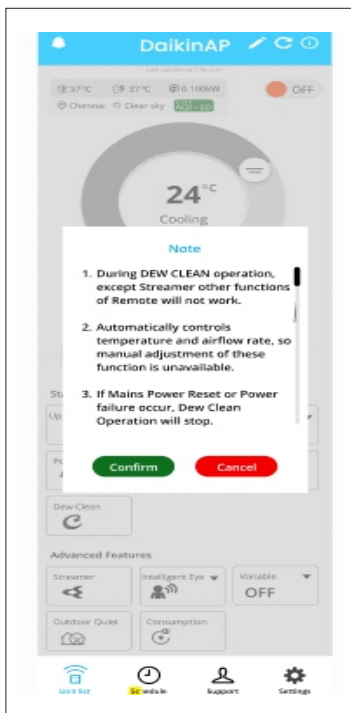 DaikinAP
37°C 37°C 0.100kW
OFF
Chennai Clear sky
24°C
Cooling
Note
1. During DEW CLEAN operation,
except Streamer other functions
of Remote will not work.
2. Automatically controls
temperature and airflow rate, so
manual adjustment of these
function is unavailable.
3. If Mains Power Reset or Power
failure occur, Dew Clean
Operation will stop.
Confirm Cancel
Dew Clean
Advanced Features
Streamer Intelligent Eye Variable
OFF
Outdoor Quiet Consumption
Unit list Schedule Support Settings